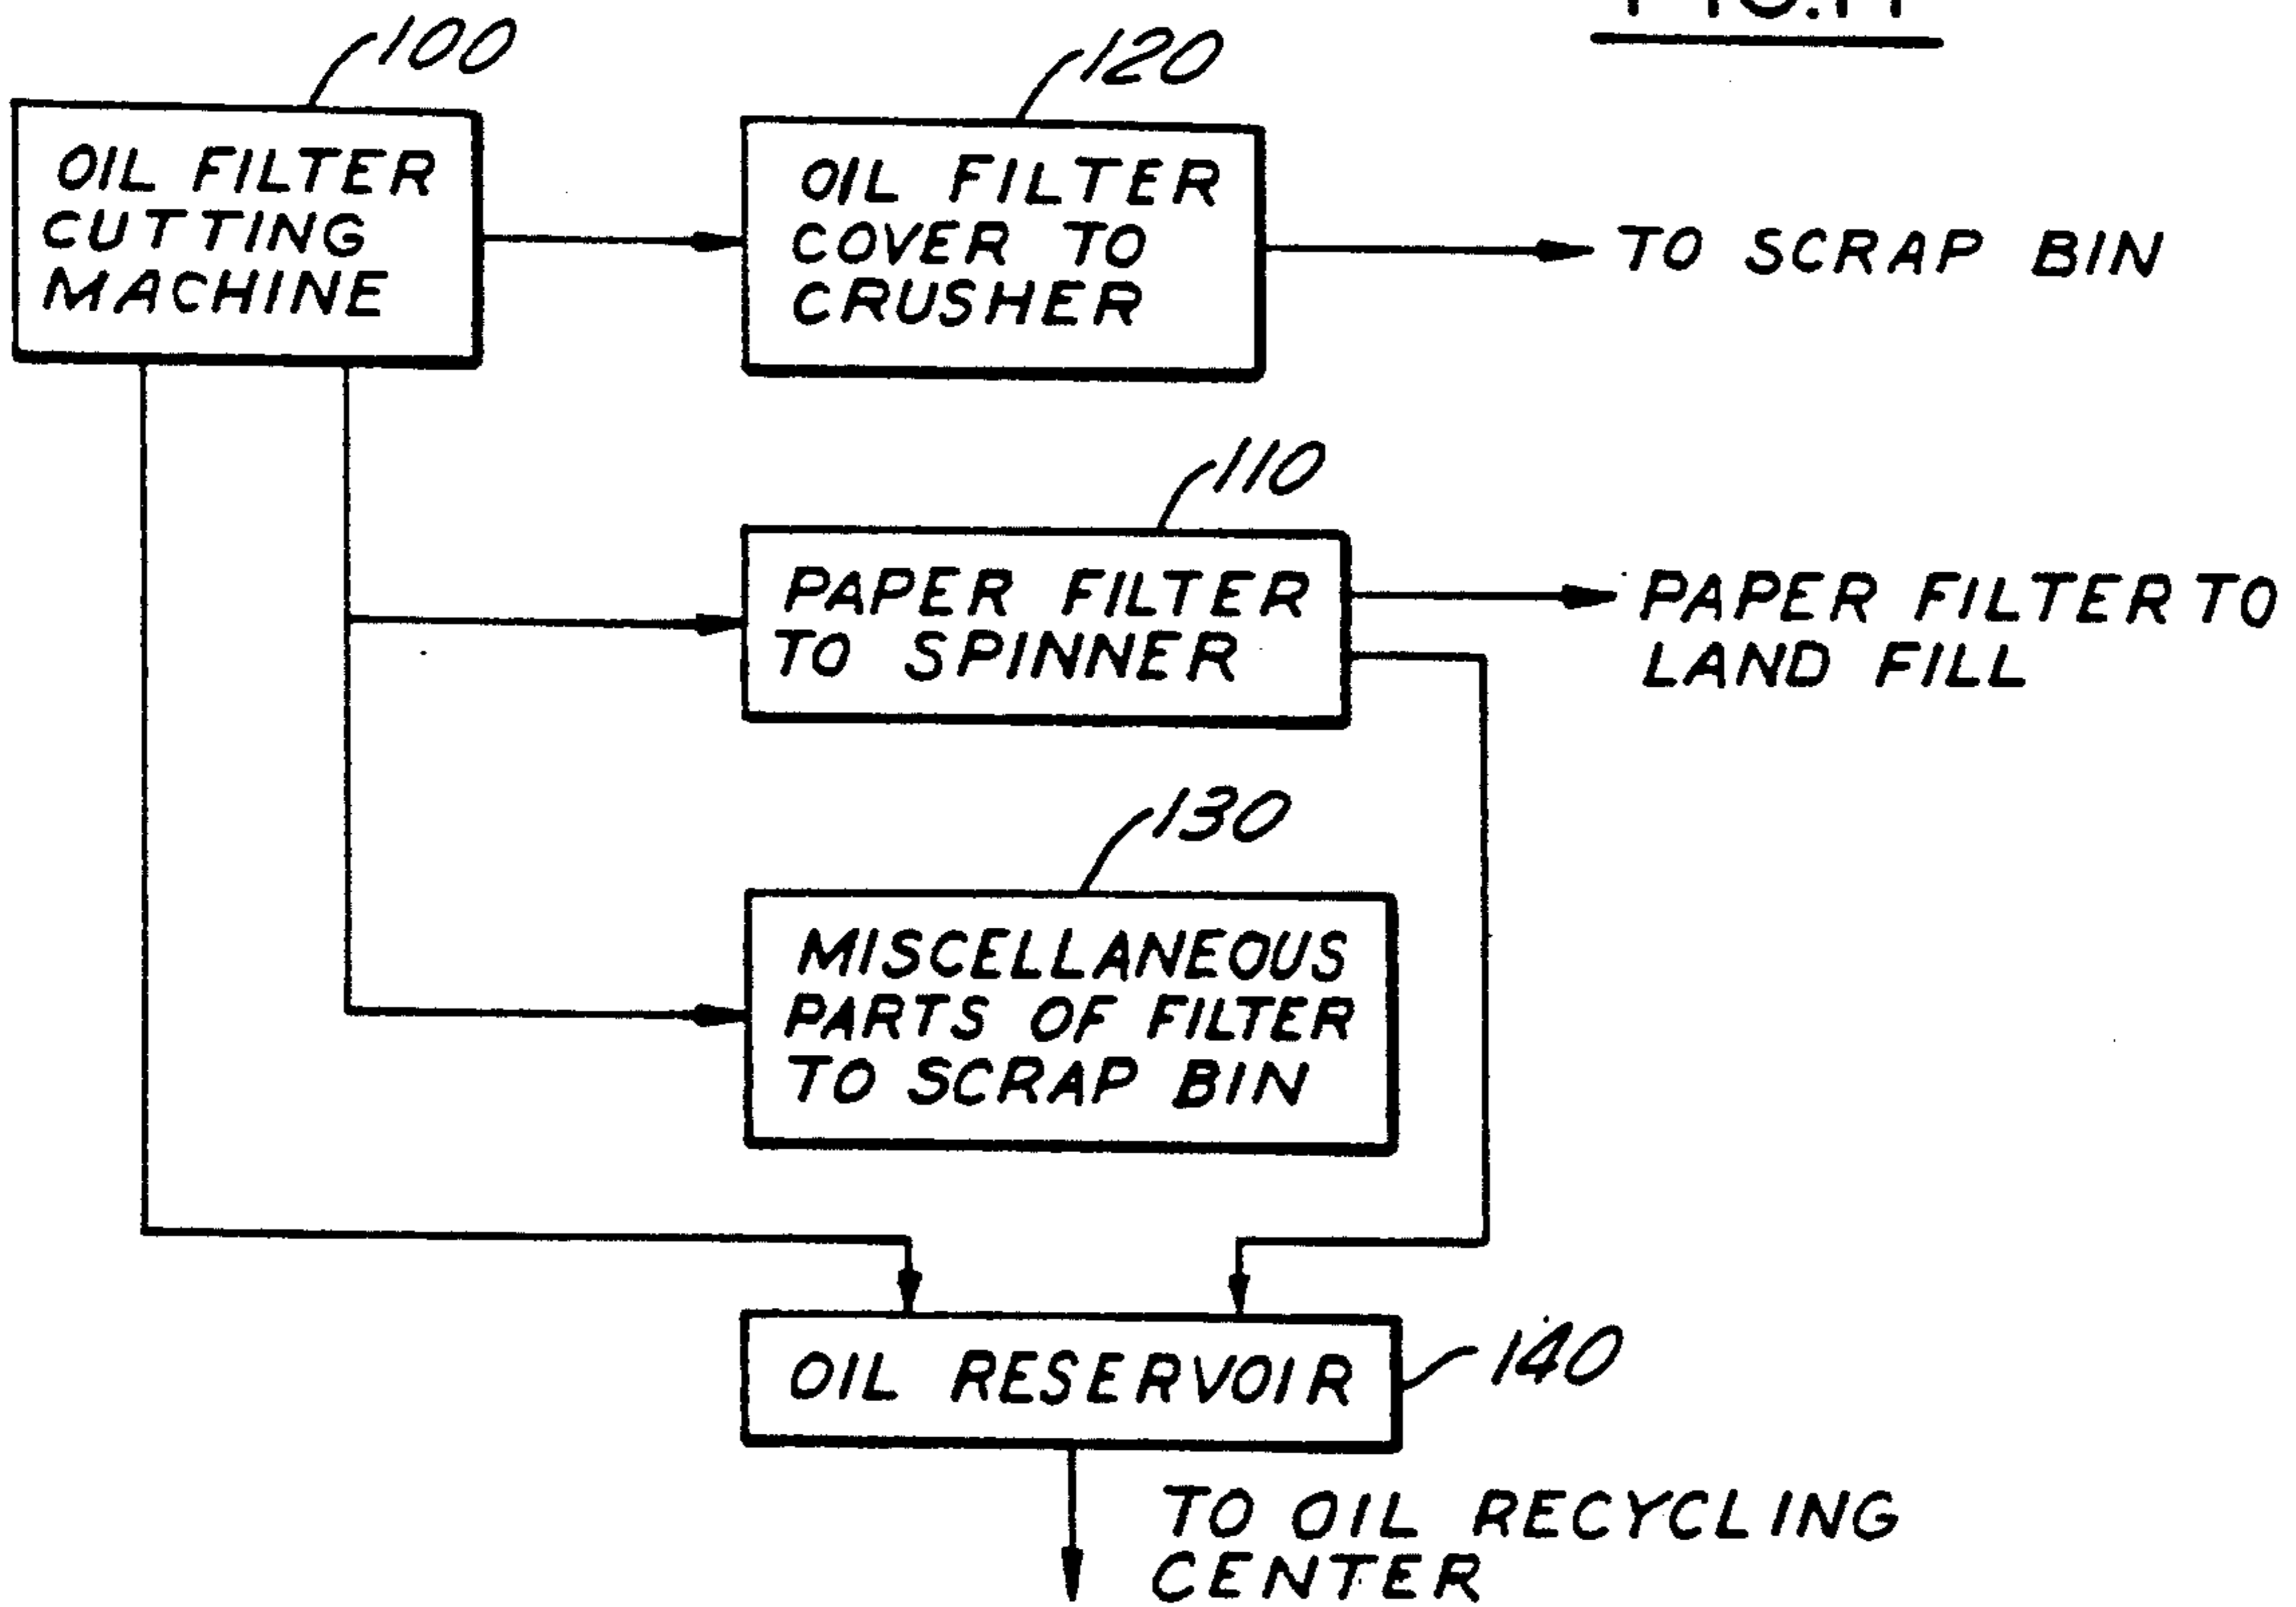 100
OIL FILTER
CUTTING
MACHINE
120
OIL FILTER
COVER TO
CRUSHER
TO SCRAP BIN
110
PAPER FILTER
TO SPINNER
PAPER FILTER TO
LAND FILL
130
MISCELLANEOUS
PARTS OF FILTER
TO SCRAP BIN
OIL RESERVOIR
140
TO OIL RECYCLING
CENTER